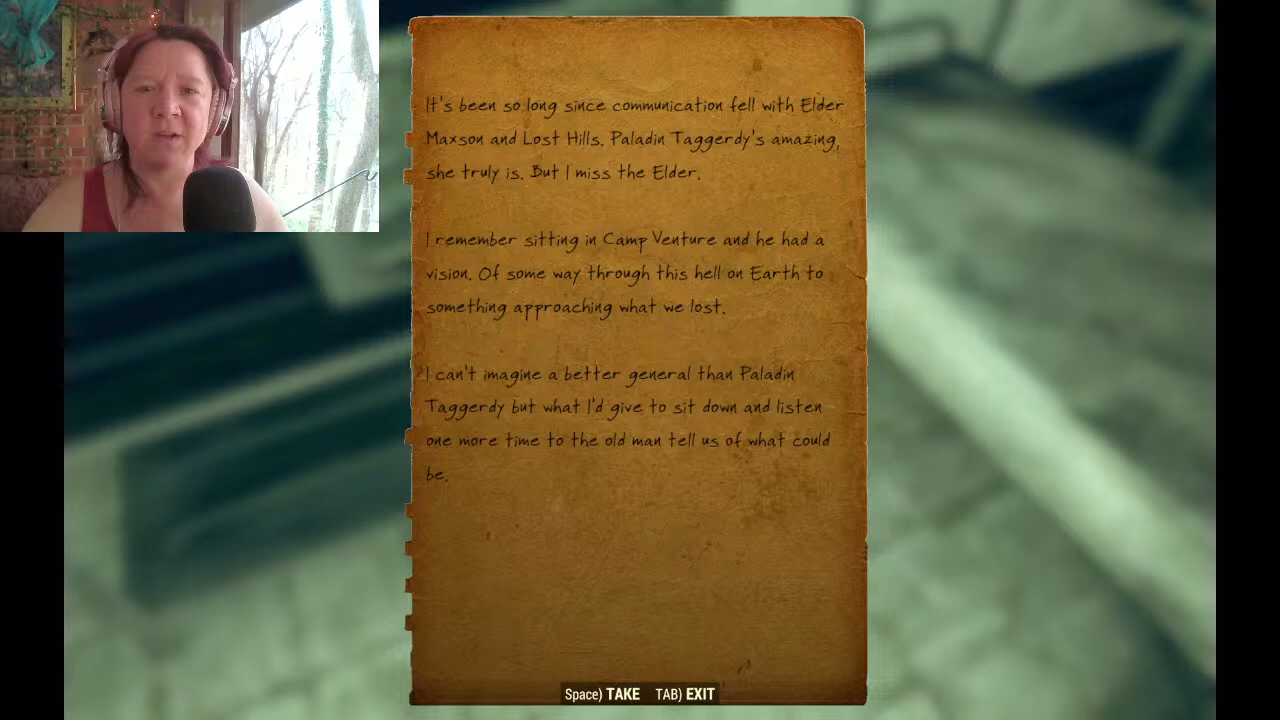 It's been so long since communication fell with Elder
Maxson and Lost Hills. Paladin Taggerdy's amazing,
she truly is. But I miss the Elder.
I remember sitting in Camp Venture and he had a
vision. Of some way through this hell on Earth to
something approaching what we lost.
I can't imagine a better general than Paladin
Taggerdy but what I'd give to sit down and listen
one more time to the old man tell us of what could
be.
Space) TAKE TAB) EXIT